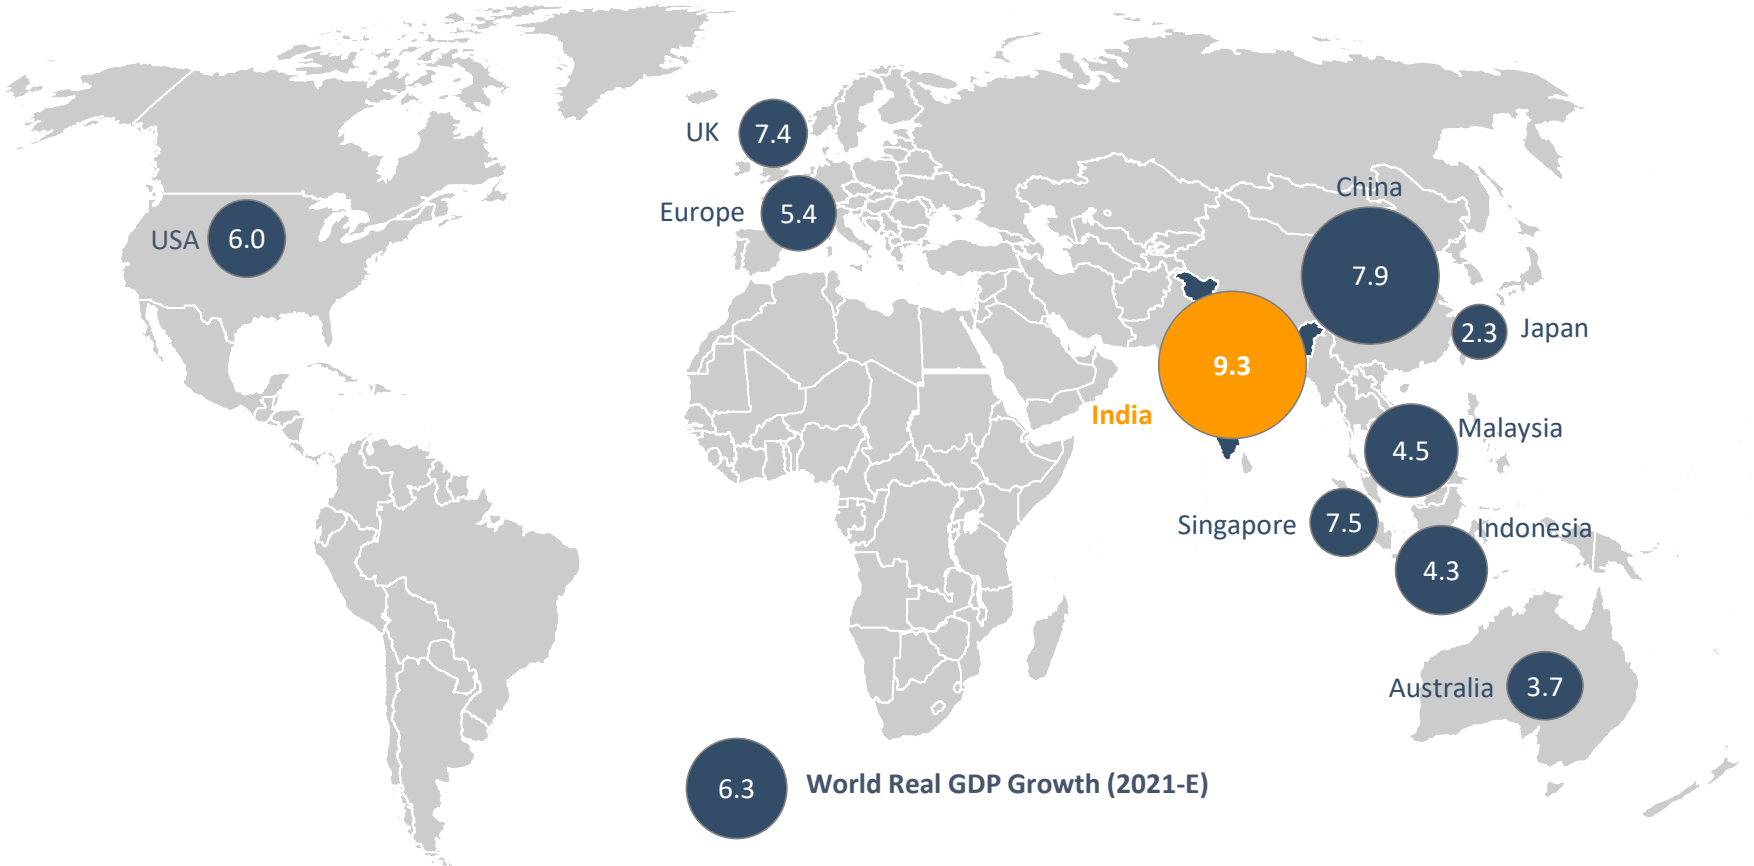 UK
7.4
Europe
5.4
USA
6.0
China
7.9
9.3
India
2.3
Japan
Malaysia
4.5
Singapore
7.5
Indonesia
4.3
Australia
3.7
6.3
World Real GDP Growth (2021-E)